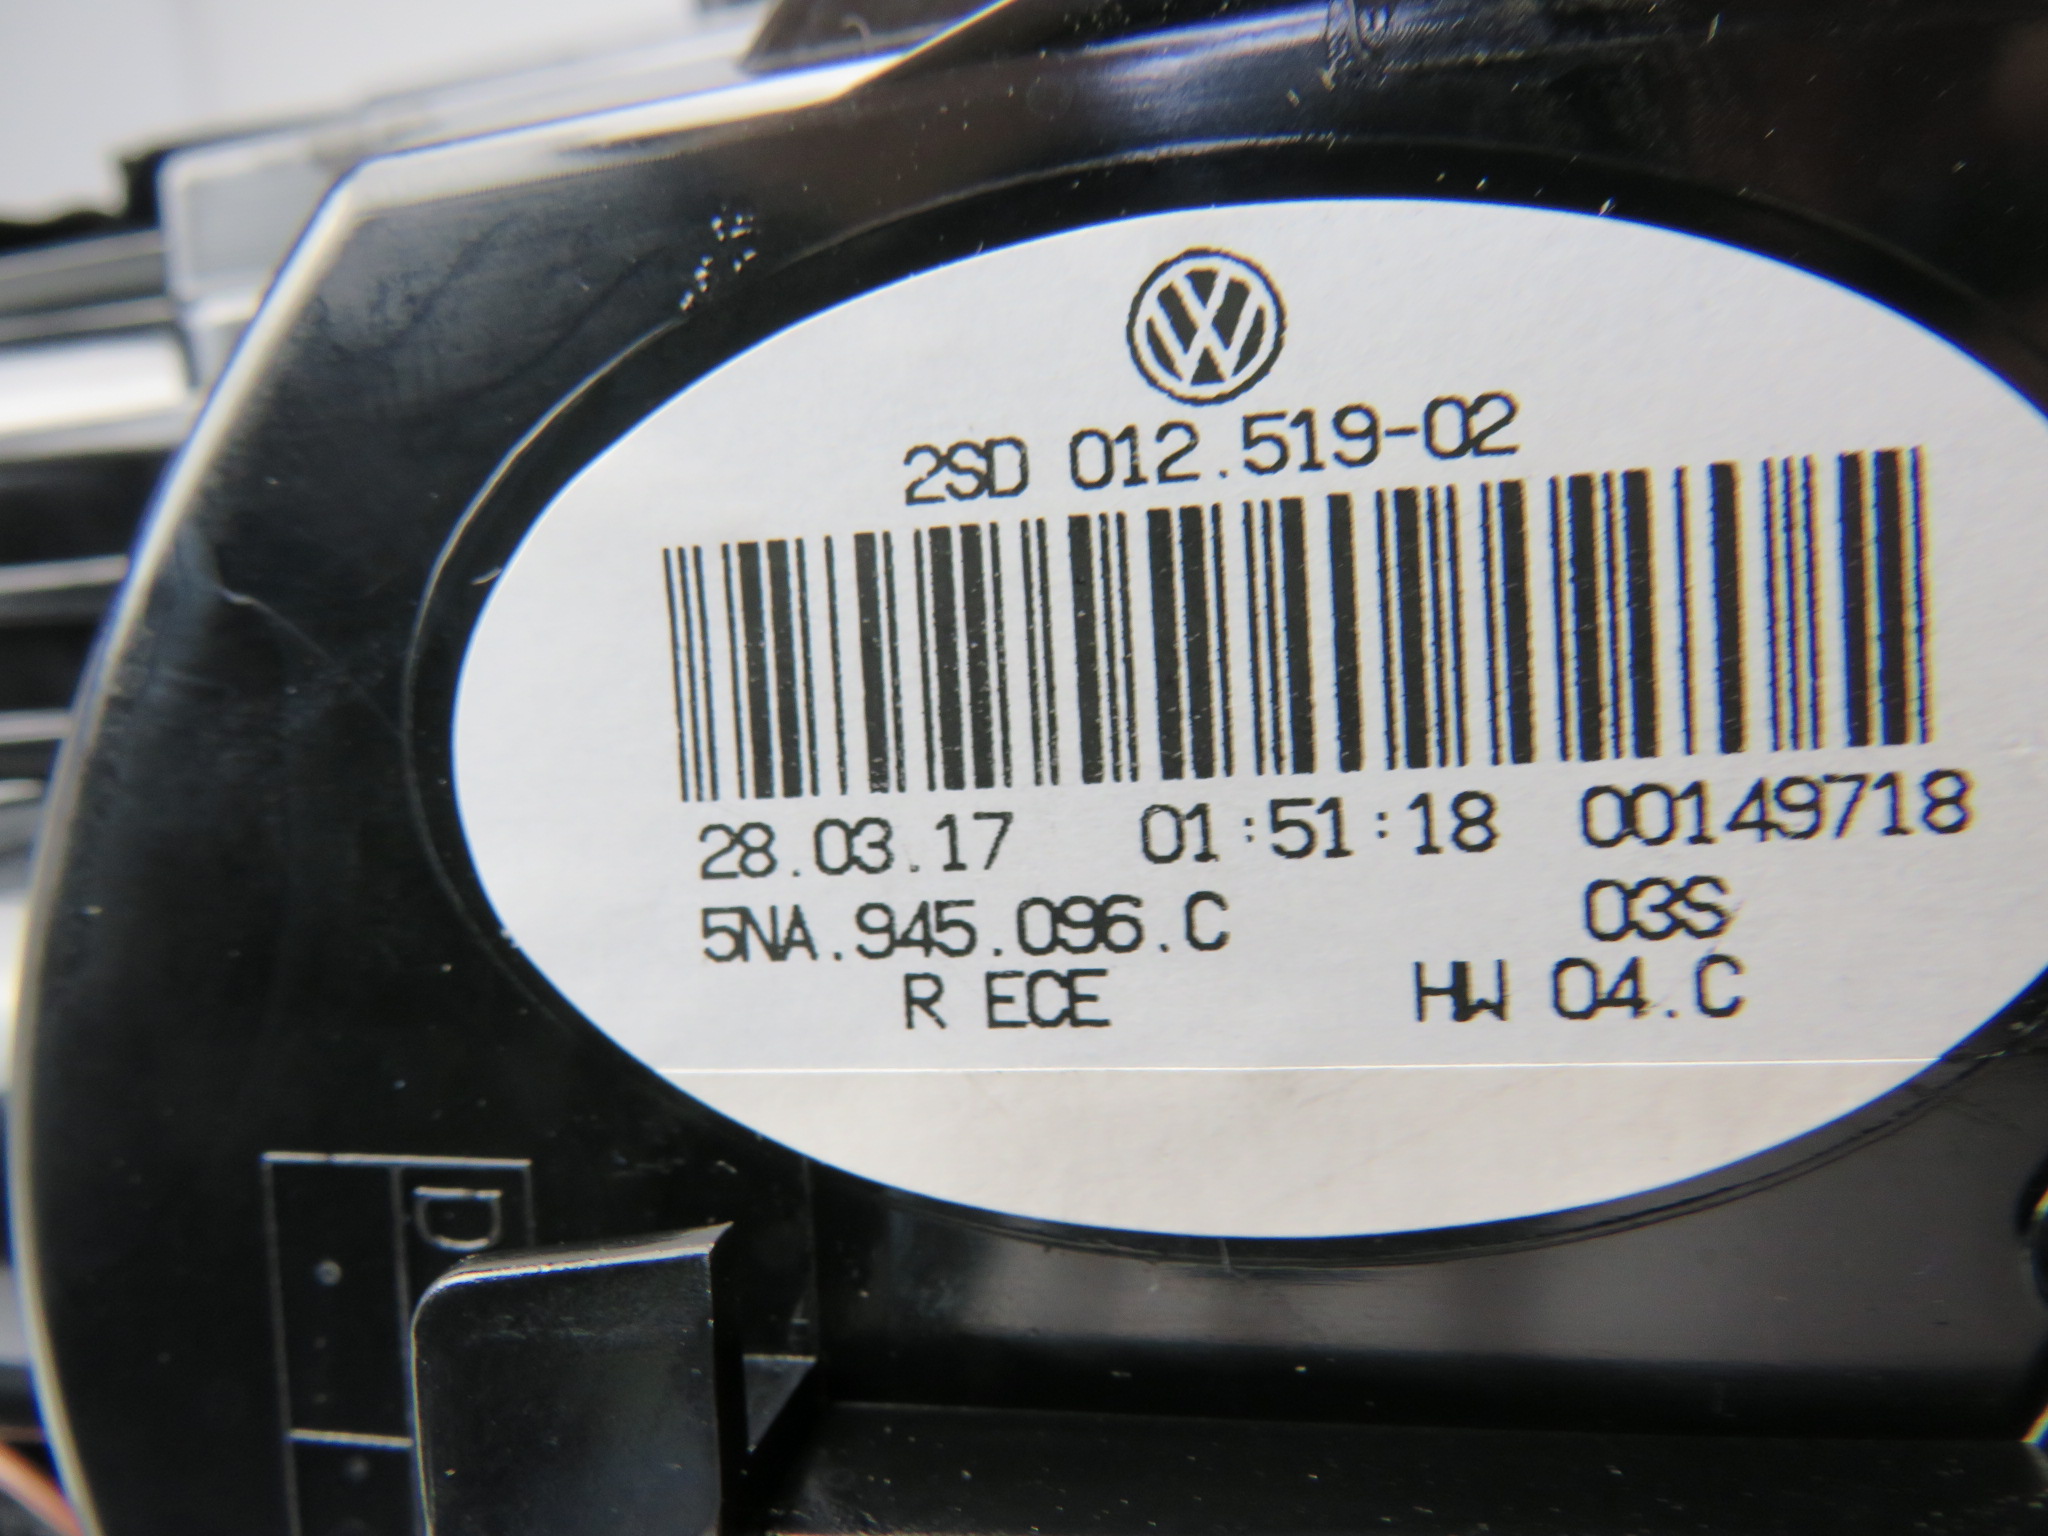 2SD 012.519-02
28.03.17 01:51:18 00149718
5NA.945.096.C 03S
R ECE HW 04.C
D